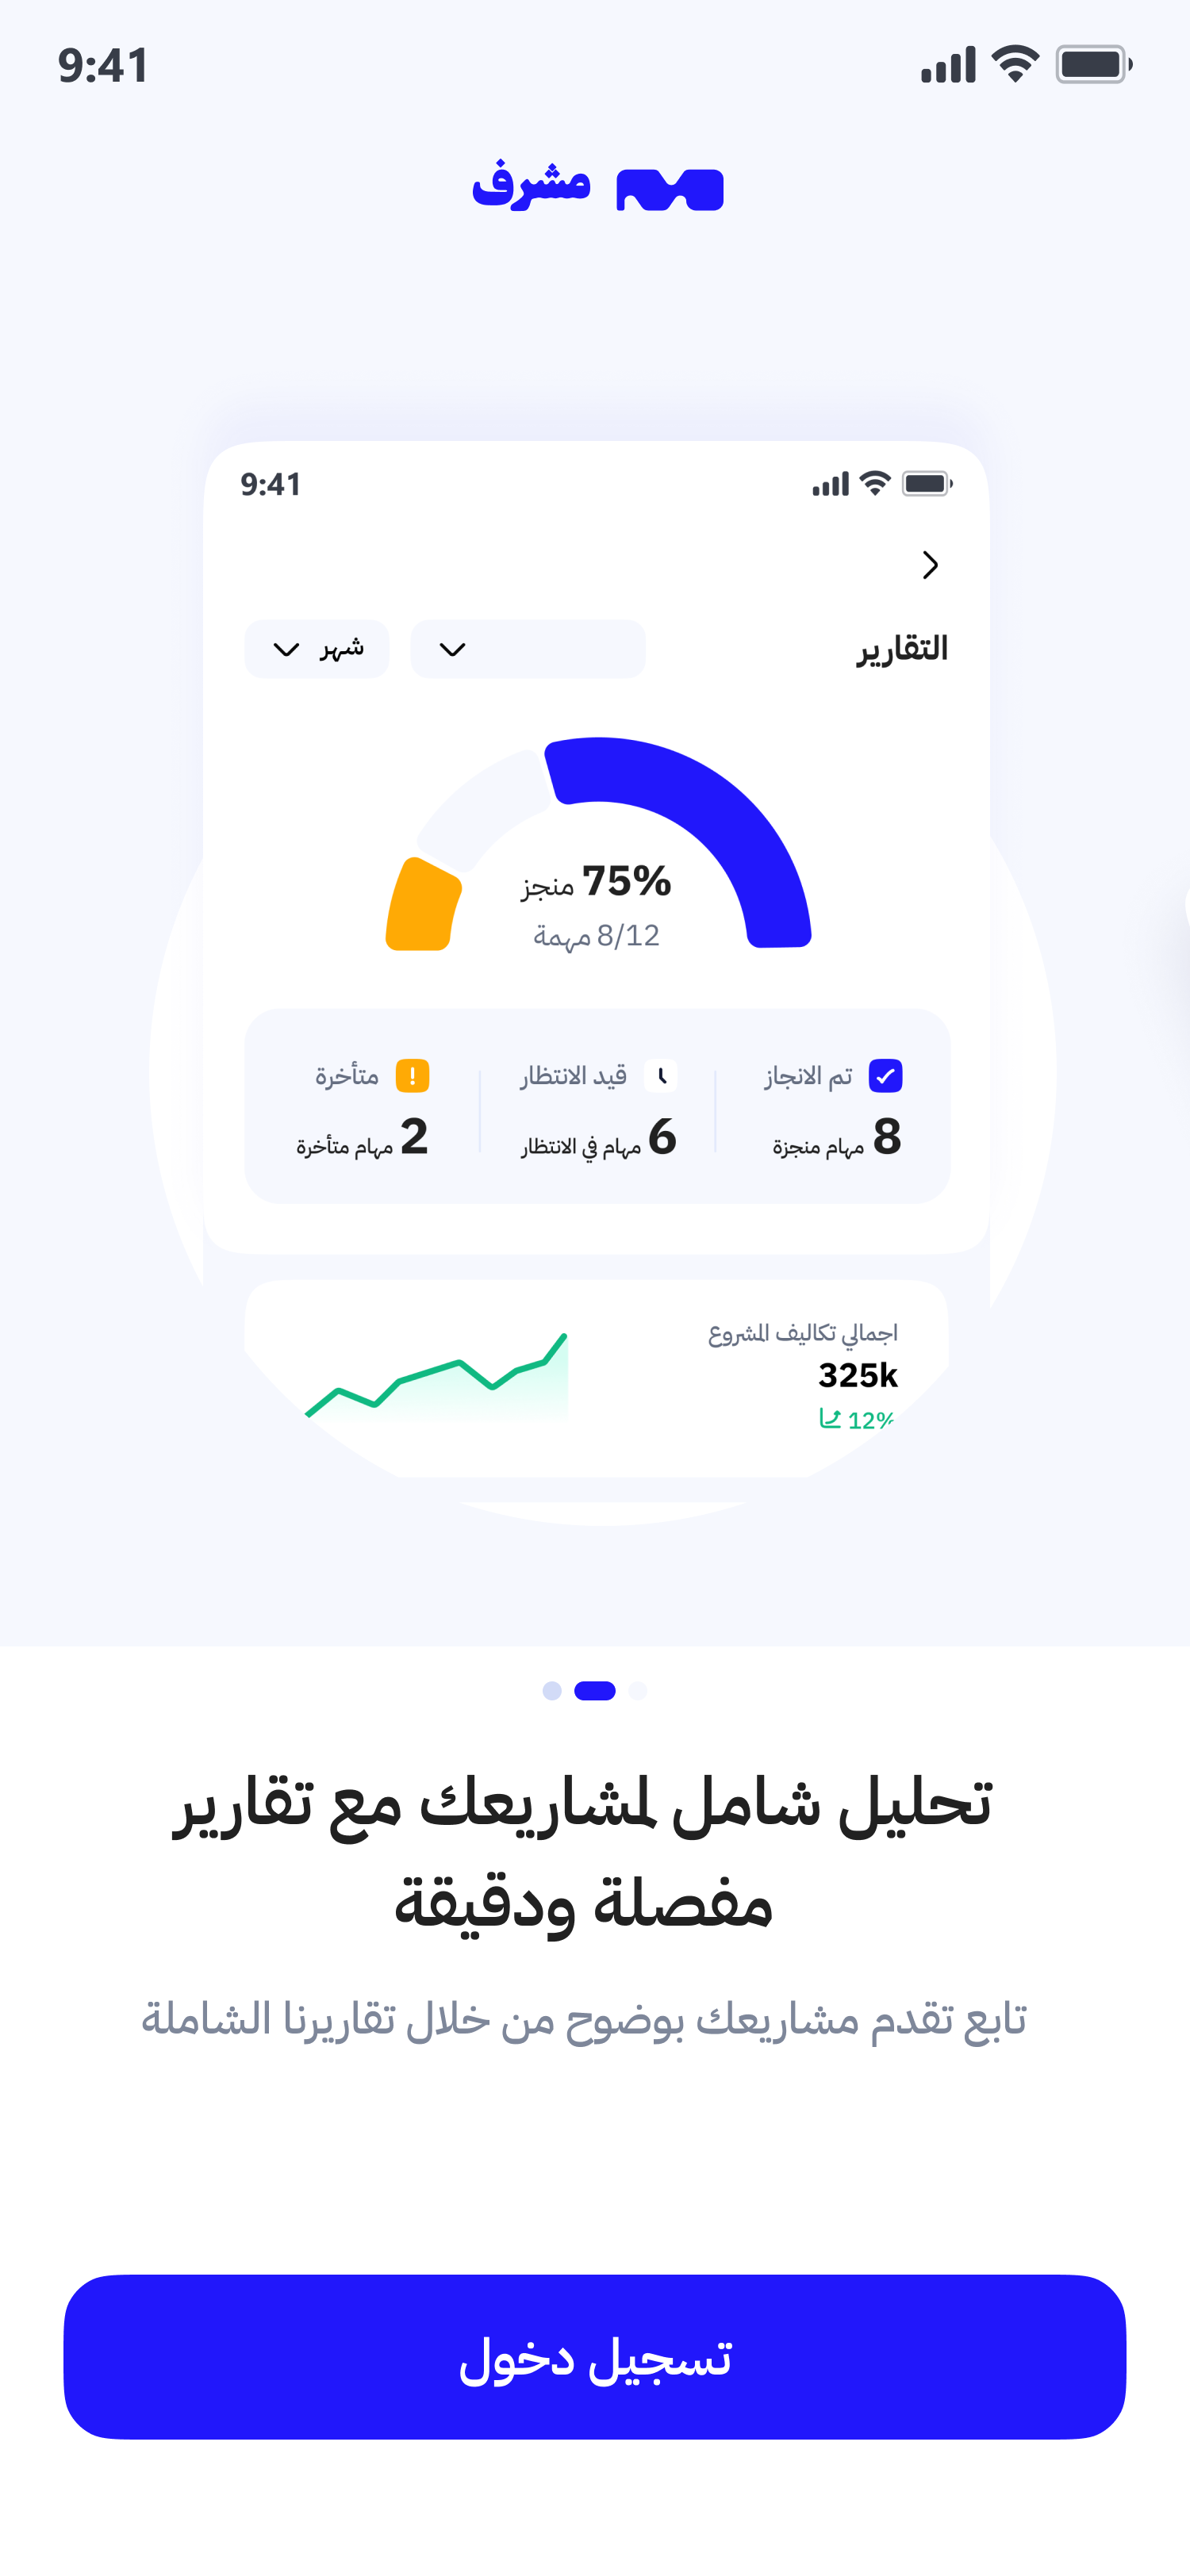 9:41
مشرف
9:41
التقارير
شهر
75% منجز
8/12 مهمة
تم الانجاز
8 مهام منجزة
قيد الانتظار
6 مهام في الانتظار
متأخرة
2 مهام متأخرة
اجمالي تكاليف المشروع
325k
12%
تحليل شامل لمشاريعك مع تقارير
مفصلة ودقيقة
تابع تقدم مشاريعك بوضوح من خلال تقاريرنا الشاملة
تسجيل دخول